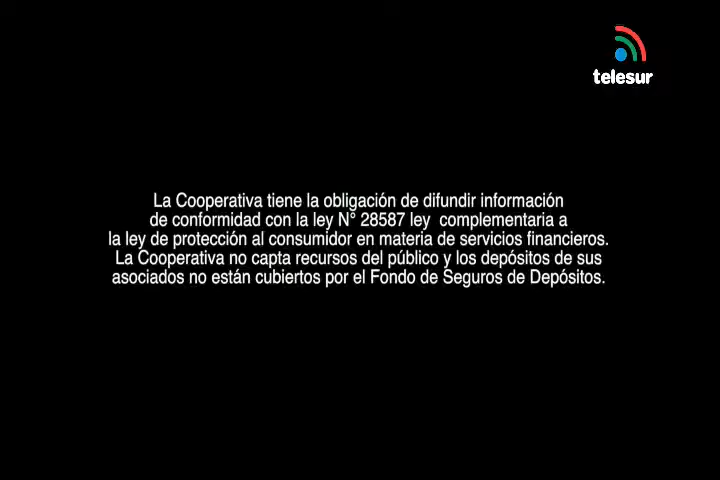 telesur
La Cooperativa tiene la obligación de difundir información
de conformidad con la ley N° 28587 ley complementaria a
la ley de protección al consumidor en materia de servicios financieros.
La Cooperativa no capta recursos del público y los depósitos de sus
asociados no están cubiertos por el Fondo de Seguros de Depósitos.